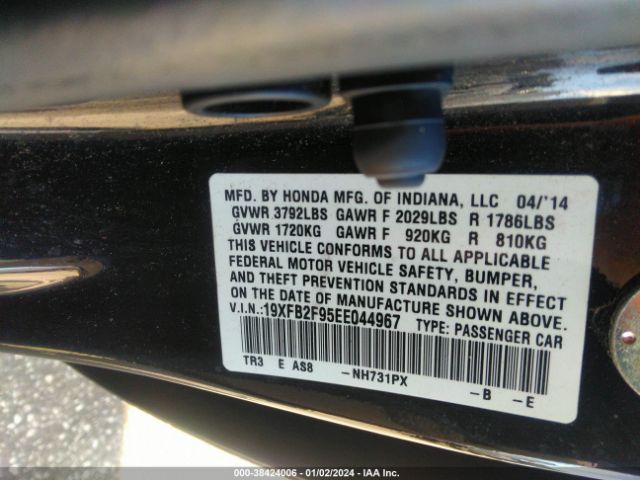 MFD. BY HONDA MFG. OF INDIANA, LLC 04/'14
GVWR 3792LBS GAWR F 2029LBS R 1786LBS
GVWR 1720KG GAWR F 920KG R 810KG
THIS VEHICLE CONFORMS TO ALL APPLICABLE
FEDERAL MOTOR VEHICLE SAFETY, BUMPER,
AND THEFT PREVENTION STANDARDS IN EFFECT
ON THE DATE OF MANUFACTURE SHOWN ABOVE.
V.I.N.:19XFB2F95EE044967 TYPE: PASSENGER CAR
TR3 E AS8 -NH731PX -B -E
000-38424006 - 01/02/2024 - IAA Inc.